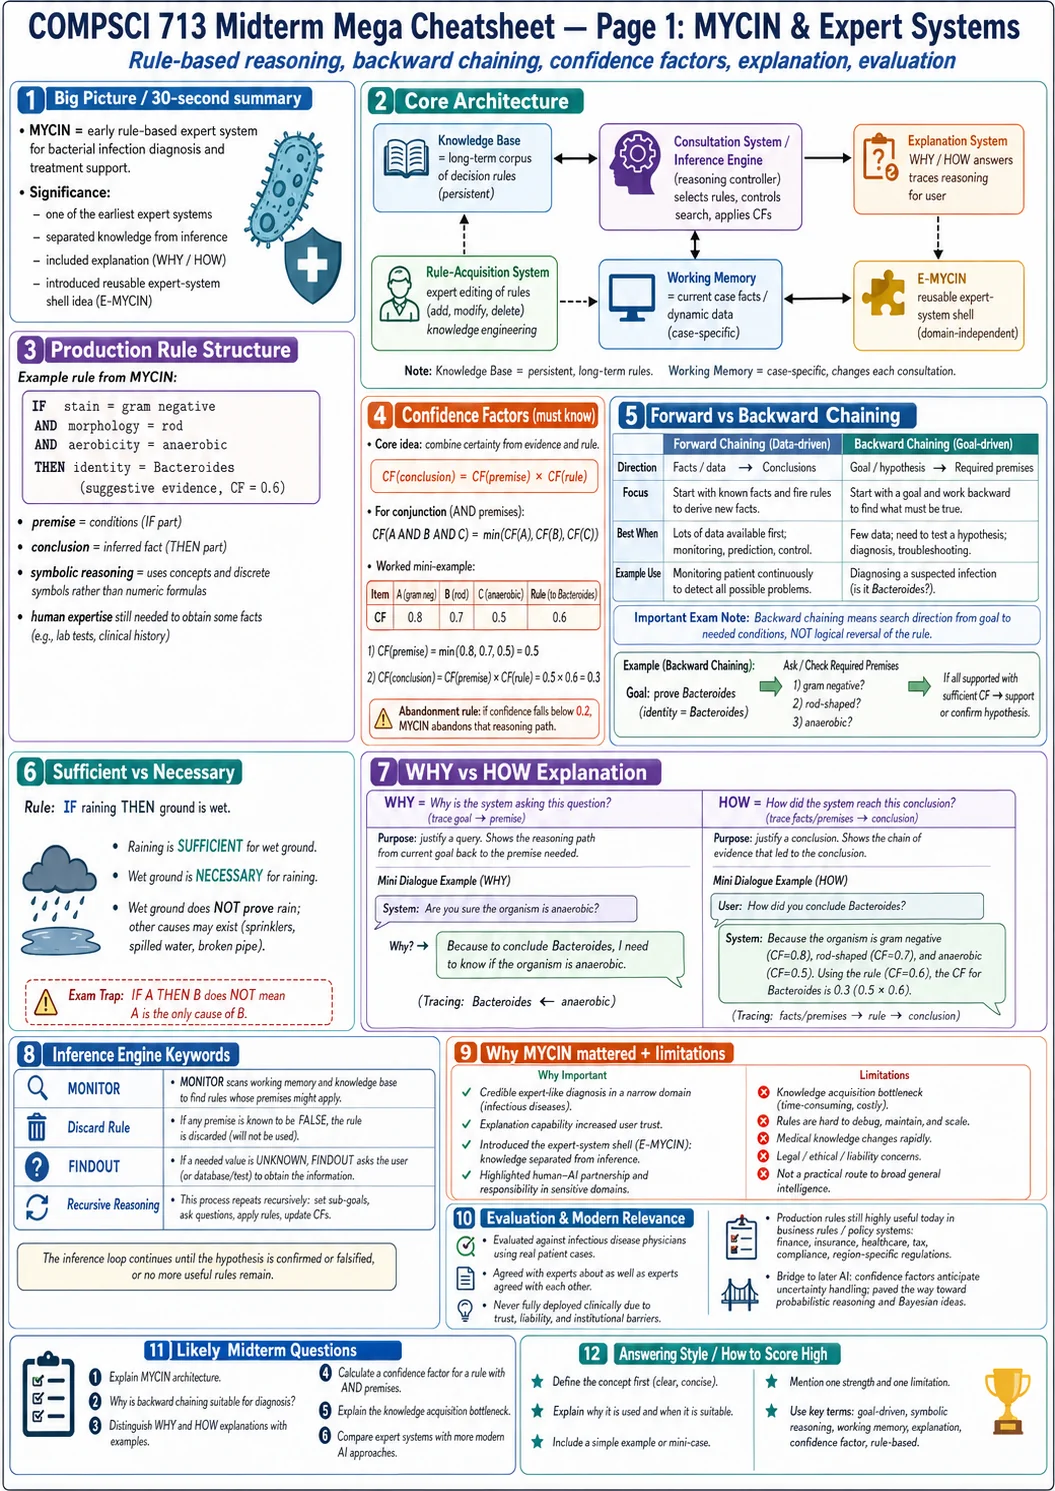 COMPSCI 713 Midterm Mega Cheatsheet — Page 1: MYCIN & Expert Systems
Rule-based reasoning, backward chaining, confidence factors, explanation, evaluation
1 Big Picture / 30-second summary
• MYCIN = early rule-based expert system
for bacterial infection diagnosis and
treatment support.
• Significance:
– one of the earliest expert systems
– separated knowledge from inference
– included explanation (WHY / HOW)
– introduced reusable expert-system
shell idea (E-MYCIN)
2 Core Architecture
Knowledge Base
= long-term corpus
of decision rules
(persistent)
Consultation System /
Inference Engine
(reasoning controller)
selects rules, controls
search, applies CFs
Explanation System
WHY / HOW answers
traces reasoning
for user
Rule-Acquisition System
expert editing of rules
(add, modify, delete)
knowledge engineering
Working Memory
= current case facts /
dynamic data
(case-specific)
E-MYCIN
reusable expert-
system shell
(domain-independent)
Note: Knowledge Base = persistent, long-term rules. Working Memory = case-specific, changes each consultation.
3 Production Rule Structure
Example rule from MYCIN:
IF stain = gram negative
AND morphology = rod
AND aerobicity = anaerobic
THEN identity = Bacteroides
(suggestive evidence, CF = 0.6)
• premise = conditions (IF part)
• conclusion = inferred fact (THEN part)
• symbolic reasoning = uses concepts and discrete
symbols rather than numeric formulas
• human expertise still needed to obtain some facts
(e.g., lab tests, clinical history)
4 Confidence Factors (must know)
• Core idea: combine certainty from evidence and rule.
CF(conclusion) = CF(premise) × CF(rule)
• For conjunction (AND premises):
CF(A AND B AND C) = min(CF(A), CF(B), CF(C))
• Worked mini-example:
Item A (gram neg) B (rod) C (anaerobic) Rule (to Bacteroides)
CF 0.8 0.7 0.5 0.6
1) CF(premise) = min(0.8, 0.7, 0.5) = 0.5
2) CF(conclusion) = CF(premise) × CF(rule) = 0.5 × 0.6 = 0.3
Abandonment rule: if confidence falls below 0.2,
MYCIN abandons that reasoning path.
5 Forward vs Backward Chaining
Forward Chaining (Data-driven) Backward Chaining (Goal-driven)
Direction Facts / data → Conclusions Goal / hypothesis → Required premises
Focus Start with known facts and fire rules Start with a goal and work backward
to derive new facts. to find what must be true.
Best When Lots of data available first; Few data; need to test a hypothesis;
monitoring, prediction, control. diagnosis, troubleshooting.
Example Use Monitoring patient continuously Diagnosing a suspected infection
to detect all possible problems. (is it Bacteroides?).
Important Exam Note: Backward chaining means search direction from goal to
needed conditions, NOT logical reversal of the rule.
Example (Backward Chaining):
Goal: prove Bacteroides
(identity = Bacteroides)
Ask / Check Required Premises
1) gram negative?
2) rod-shaped?
3) anaerobic?
If all supported with
sufficient CF → support
or confirm hypothesis.
6 Sufficient vs Necessary
Rule: IF raining THEN ground is wet.
• Raining is SUFFICIENT for wet ground.
• Wet ground is NECESSARY for raining.
• Wet ground does NOT prove rain;
other causes may exist (sprinklers,
spilled water, broken pipe).
Exam Trap: IF A THEN B does NOT mean
A is the only cause of B.
7 WHY vs HOW Explanation
WHY = Why is the system asking this question?
(trace goal → premise)
Purpose: justify a query. Shows the reasoning path
from current goal back to the premise needed.
Mini Dialogue Example (WHY)
System: Are you sure the organism is anaerobic?
Why? → Because to conclude Bacteroides, I need
to know if the organism is anaerobic.
(Tracing: Bacteroides ← anaerobic)
HOW = How did the system reach this conclusion?
(trace facts/premises → conclusion)
Purpose: justify a conclusion. Shows the chain of
evidence that led to the conclusion.
Mini Dialogue Example (HOW)
User: How did you conclude Bacteroides?
System: Because the organism is gram negative
(CF=0.8), rod-shaped (CF=0.7), and anaerobic
(CF=0.5). Using the rule (CF=0.6), the CF for
Bacteroides is 0.3 (0.5 × 0.6).
(Tracing: facts/premises → rule → conclusion)
8 Inference Engine Keywords
MONITOR • MONITOR scans working memory and knowledge base
to find rules whose premises might apply.
Discard Rule • If any premise is known to be FALSE, the rule
is discarded (will not be used).
FINDOUT • If a needed value is UNKNOWN, FINDOUT asks the user
(or database/test) to obtain the information.
Recursive Reasoning • This process repeats recursively: set sub-goals,
ask questions, apply rules, update CFs.
The inference loop continues until the hypothesis is confirmed or falsified,
or no more useful rules remain.
9 Why MYCIN mattered + limitations
Why Important
Credible expert-like diagnosis in a narrow domain
(infectious diseases).
Explanation capability increased user trust.
Introduced the expert-system shell (E-MYCIN):
knowledge separated from inference.
Highlighted human–AI partnership and
responsibility in sensitive domains.
Limitations
Knowledge acquisition bottleneck
(time-consuming, costly).
Rules are hard to debug, maintain, and scale.
Medical knowledge changes rapidly.
Legal / ethical / liability concerns.
Not a practical route to broad general
intelligence.
10 Evaluation & Modern Relevance
• Evaluated against infectious disease physicians
using real patient cases.
• Agreed with experts about as well as experts
agreed with each other.
• Never fully deployed clinically due to
trust, liability, and institutional barriers.
• Production rules still highly useful today in
business rules / policy systems:
finance, insurance, healthcare, tax,
compliance, region-specific regulations.
• Bridge to later AI: confidence factors anticipate
uncertainty handling; paved the way toward
probabilistic reasoning and Bayesian ideas.
11 Likely Midterm Questions
1 Explain MYCIN architecture.
2 Why is backward chaining suitable for diagnosis?
3 Distinguish WHY and HOW explanations with
examples.
4 Calculate a confidence factor for a rule with
AND premises.
5 Explain the knowledge acquisition bottleneck.
6 Compare expert systems with more modern
AI approaches.
12 Answering Style / How to Score High
Define the concept first (clear, concise).
Explain why it is used and when it is suitable.
Include a simple example or mini-case.
Mention one strength and one limitation.
Use key terms: goal-driven, symbolic
reasoning, working memory, explanation,
confidence factor, rule-based.